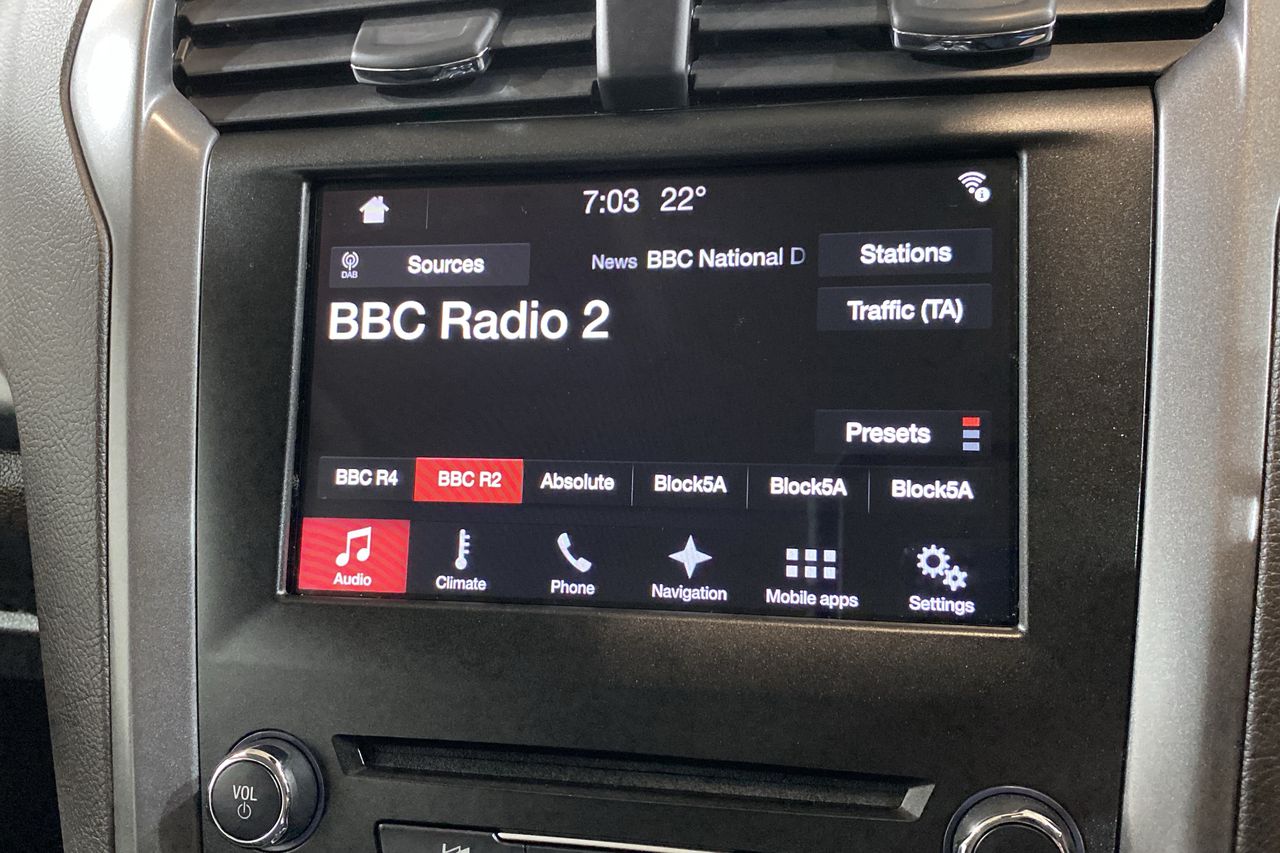 7:03 22°
DAB Sources
News BBC National D
Stations
BBC Radio 2
Traffic (TA)
Presets
BBC R4 BBC R2 Absolute Block5A Block5A Block5A
Audio Climate Phone Navigation Mobile apps Settings
VOL